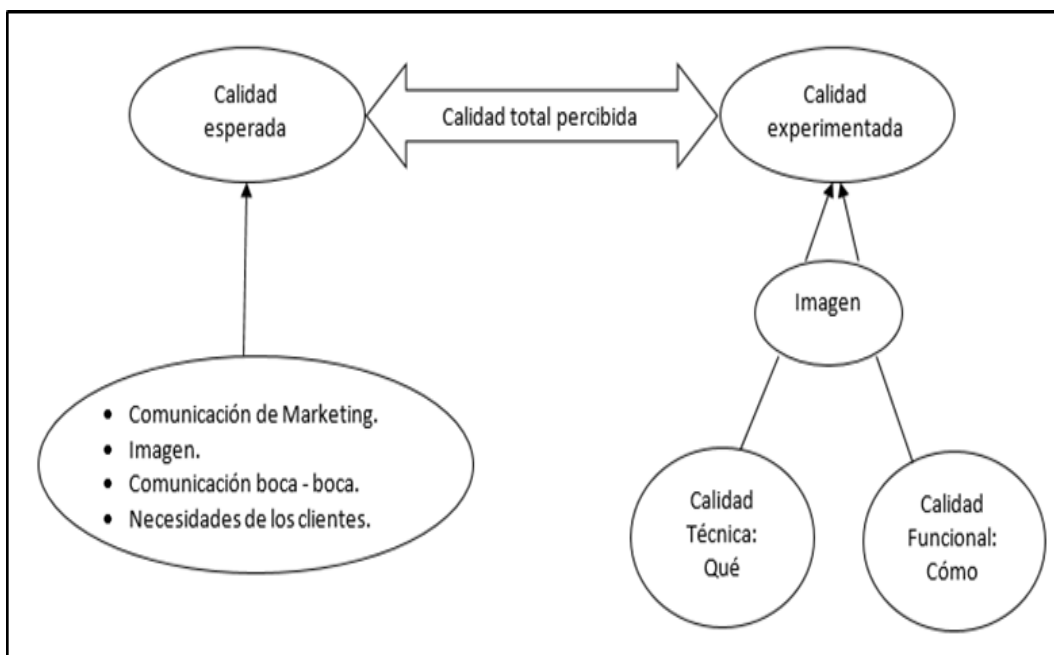 Calidad
esperada
Calidad total percibida
Calidad
experimentada
Imagen
• Comunicación de Marketing.
• Imagen.
• Comunicación boca - boca.
• Necesidades de los clientes.
Calidad
Técnica:
Qué
Calidad
Funcional:
Cómo